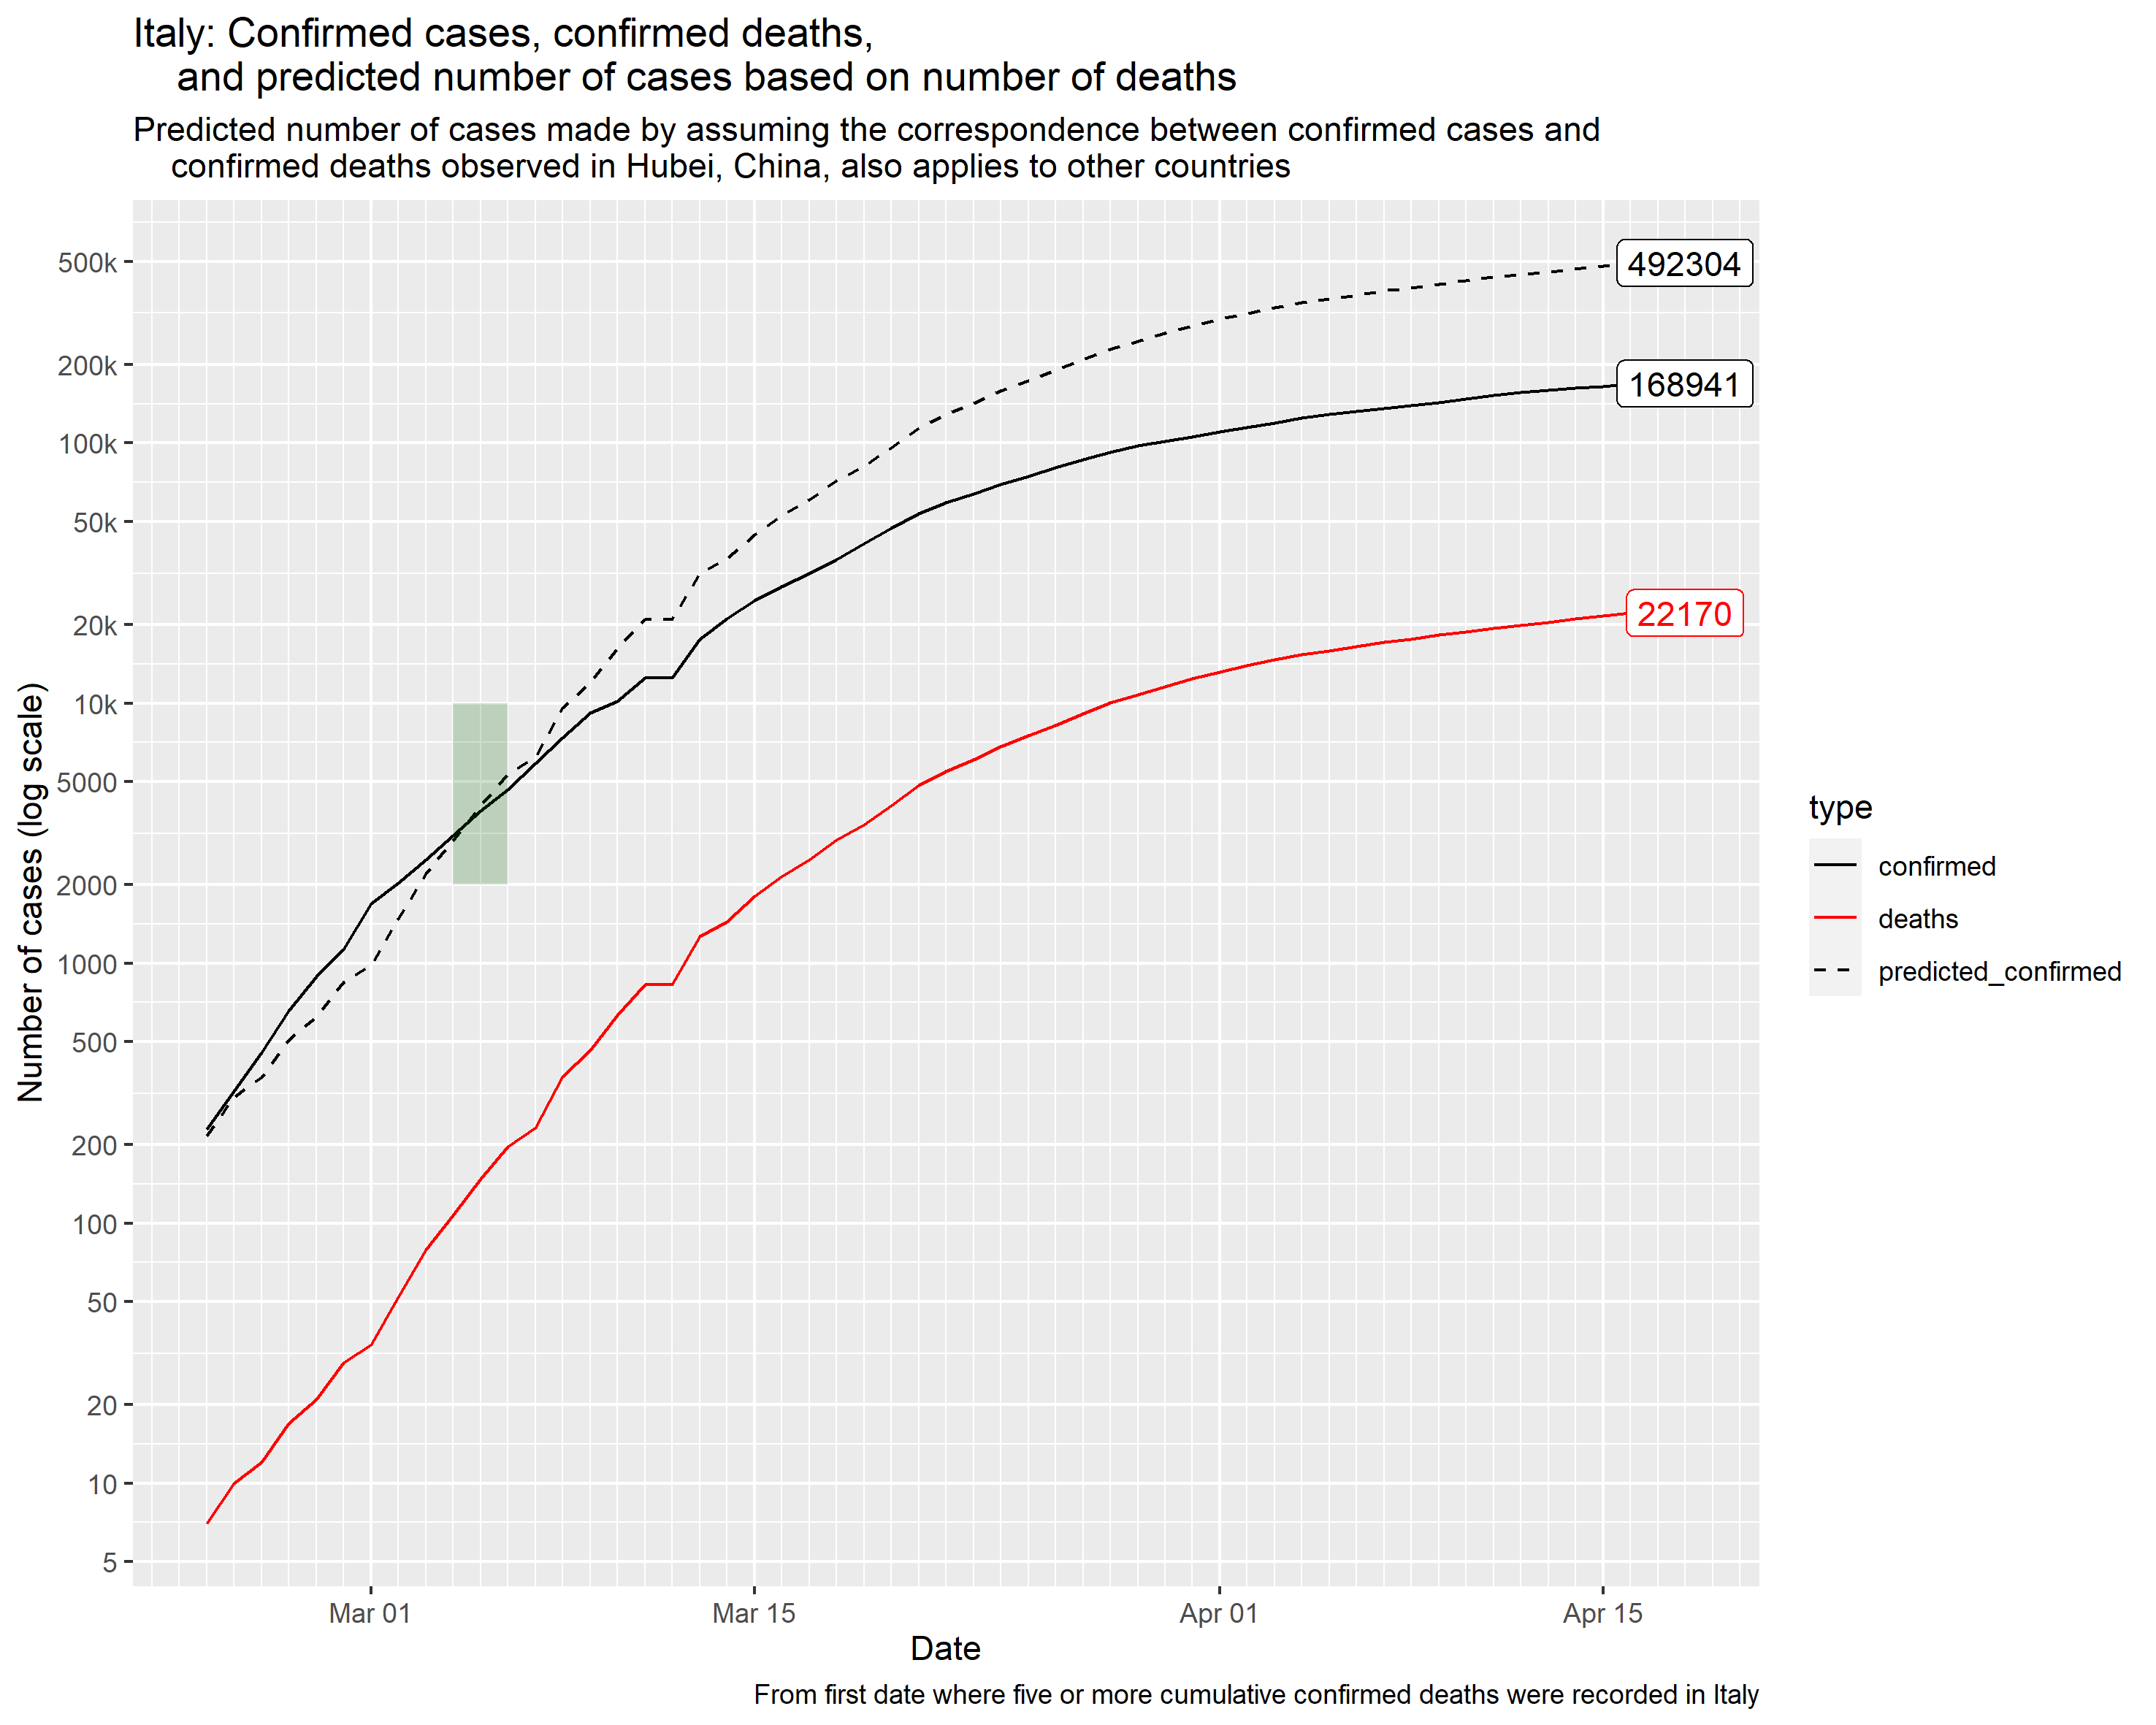 Italy: Confirmed cases, confirmed deaths,
and predicted number of cases based on number of deaths
Predicted number of cases made by assuming the correspondence between confirmed cases and
confirmed deaths observed in Hubei, China, also applies to other countries
Number of cases (log scale)
500k
200k
100k
50k
20k
10k
5000
2000
1000
500
200
100
50
20
10
5
492304
168941
22170
Mar 01
Mar 15
Apr 01
Apr 15
Date
type
confirmed
deaths
predicted_confirmed
From first date where five or more cumulative confirmed deaths were recorded in Italy